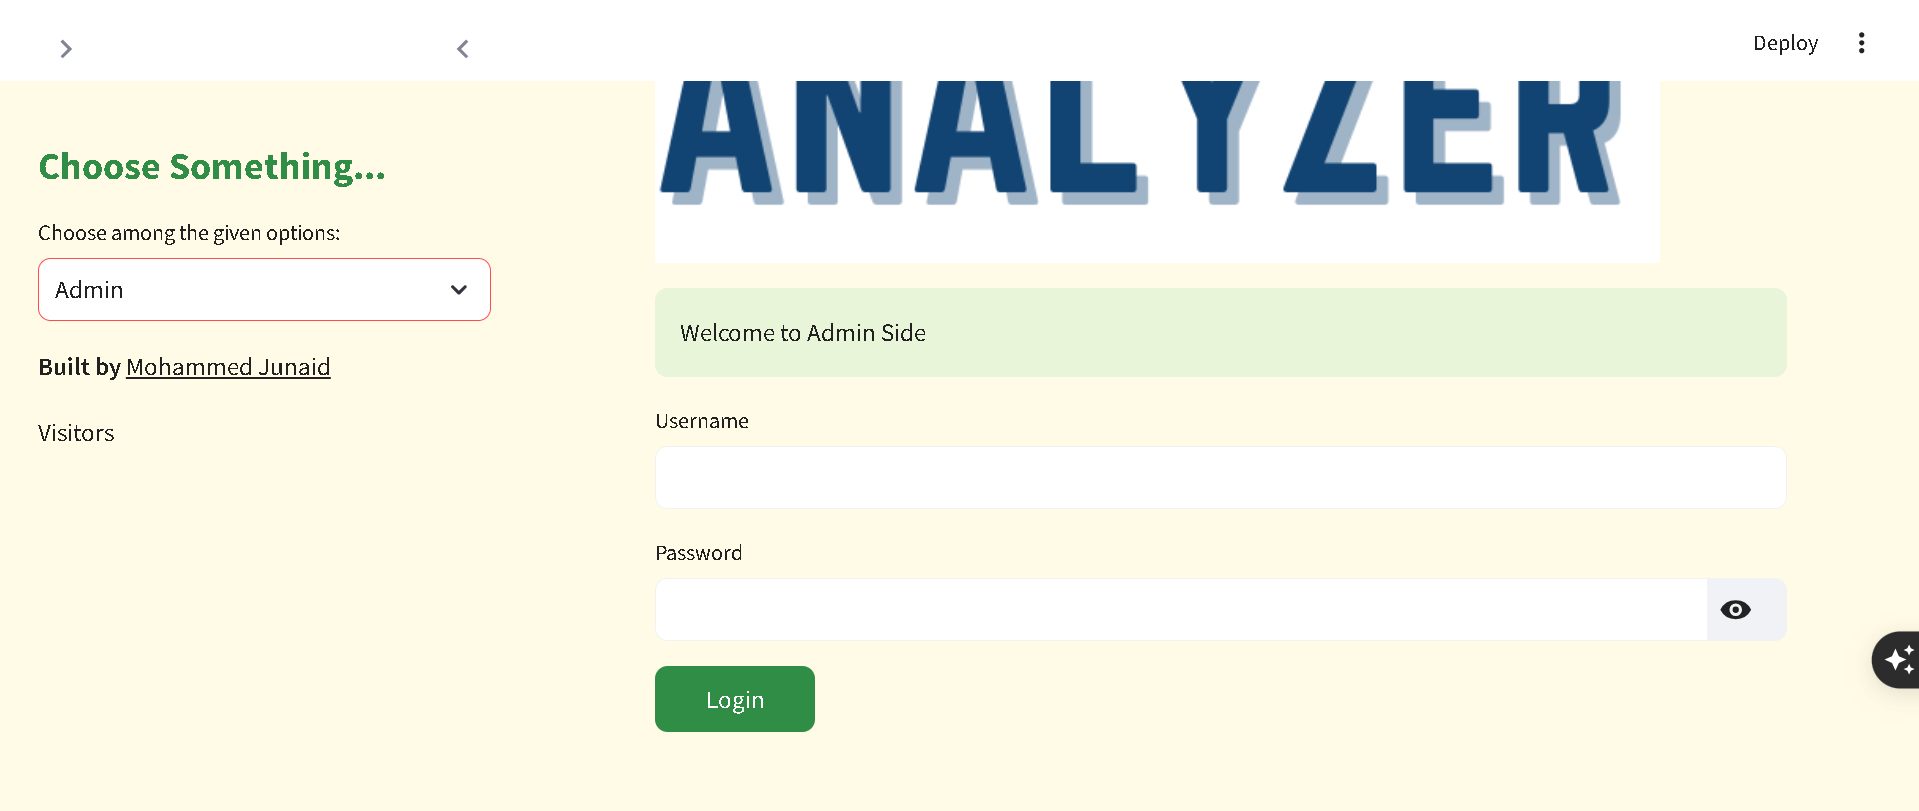 Deploy
ANALYZER
Choose Something...
Choose among the given options:
Admin
Built by Mohammed Junaid
Visitors
Welcome to Admin Side
Username
Password
Login